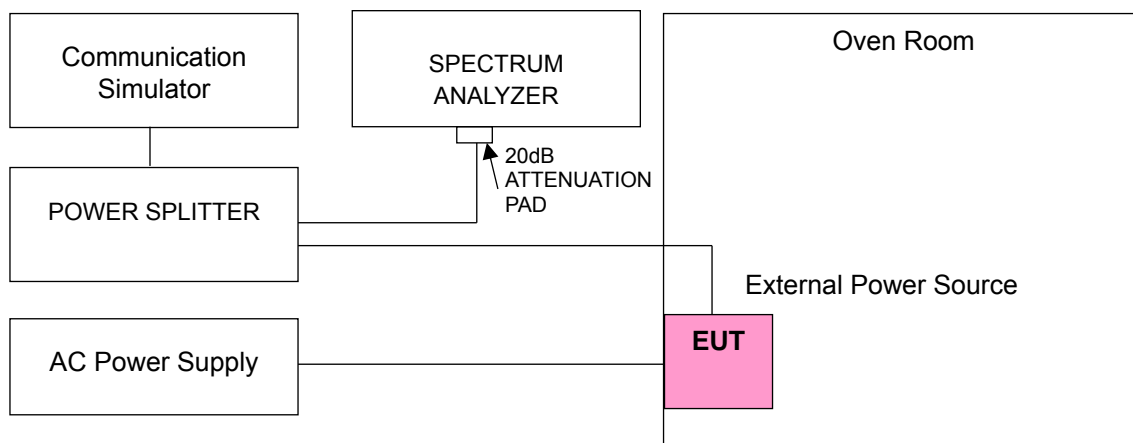 Communication
Simulator
SPECTRUM
ANALYZER
Oven Room
20dB
ATTENUATION
PAD
POWER SPLITTER
External Power Source
EUT
AC Power Supply